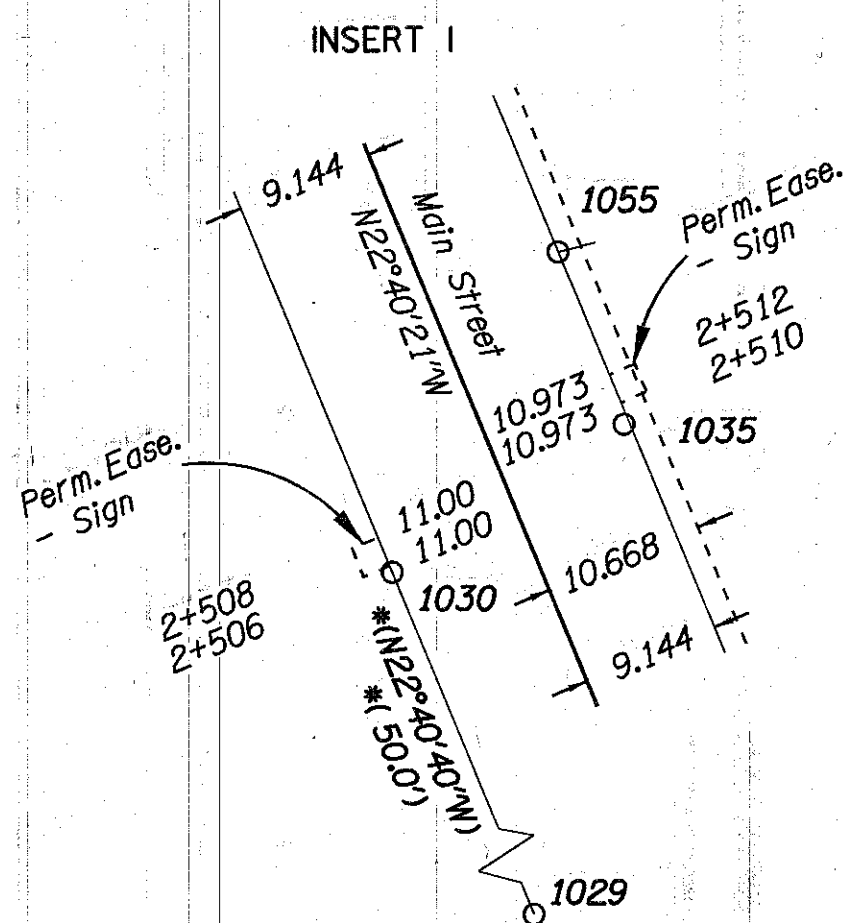 INSERT 1
9.144
Main Street
N22°40'21"W
1055
Perm. Ease.
- Sign
2+512
2+510
10.973
10.973
1035
Perm. Ease.
- Sign
11.00
11.00
2+508
2+506
1030
10.668
9.144
*(N22°40'40"W)
*( 50.0')
1029